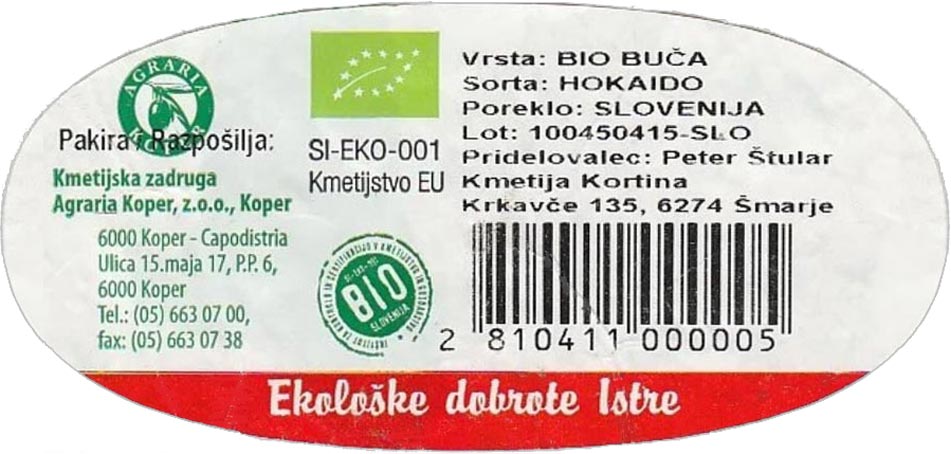 AGRARIA
KOPER
Pakira / Razpošilja:
Kmetijska zadruga
Agraria Koper, z.o.o., Koper
6000 Koper - Capodistria
Ulica 15.maja 17, P.P. 6,
6000 Koper
Tel.: (05) 663 07 00,
fax: (05) 663 07 38
SI-EKO-001
Kmetijstvo EU
BIO
SLOVENIJA
Vrsta: BIO BUČA
Sorta: HOKAIDO
Poreklo: SLOVENIJA
Lot: 100450415-SLO
Pridelovalec: Peter Štular
Kmetija Kortina
Krkavče 135, 6274 Šmarje
2 810411 000005
Ekološke dobrote Istre